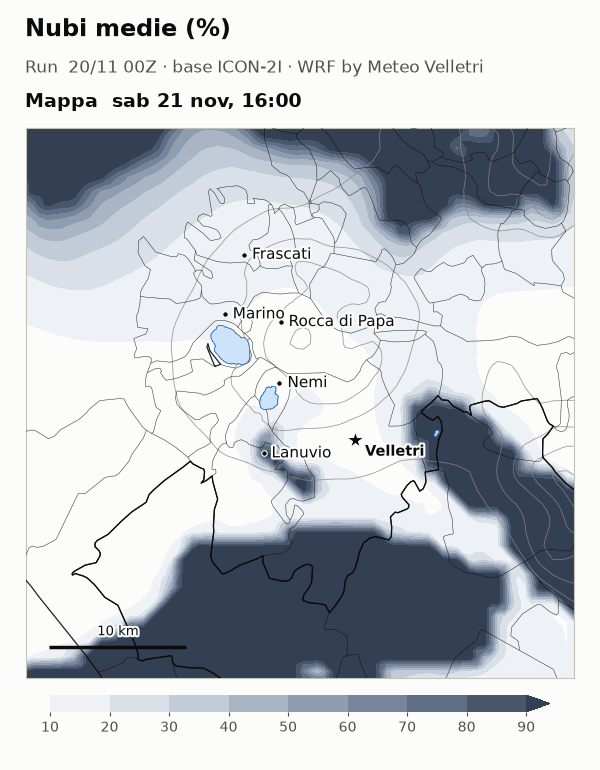 Nubi medie (%)
Run  20/11 00Z · base ICON-2I · WRF by Meteo Velletri
Mappa  sab 21 nov, 16:00
Frascati
Marino
Rocca di Papa
Nemi
Velletri
Lanuvio
10 km
10 20 30 40 50 60 70 80 90